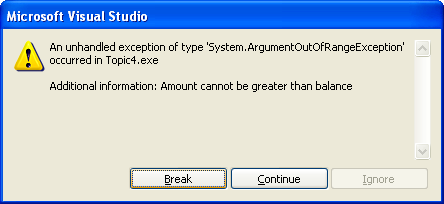 Microsoft Visual Studio
An unhandled exception of type 'System.ArgumentOutOfRangeException'
occurred in Topic4.exe
Additional information: Amount cannot be greater than balance
Break Continue Ignore